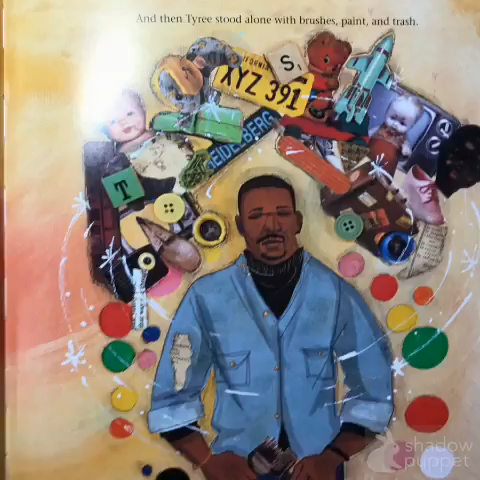 And then Tyree stood alone with brushes, paint, and trash.
S
XYZ 391
HEIDELBERG
T
shadow
puppet